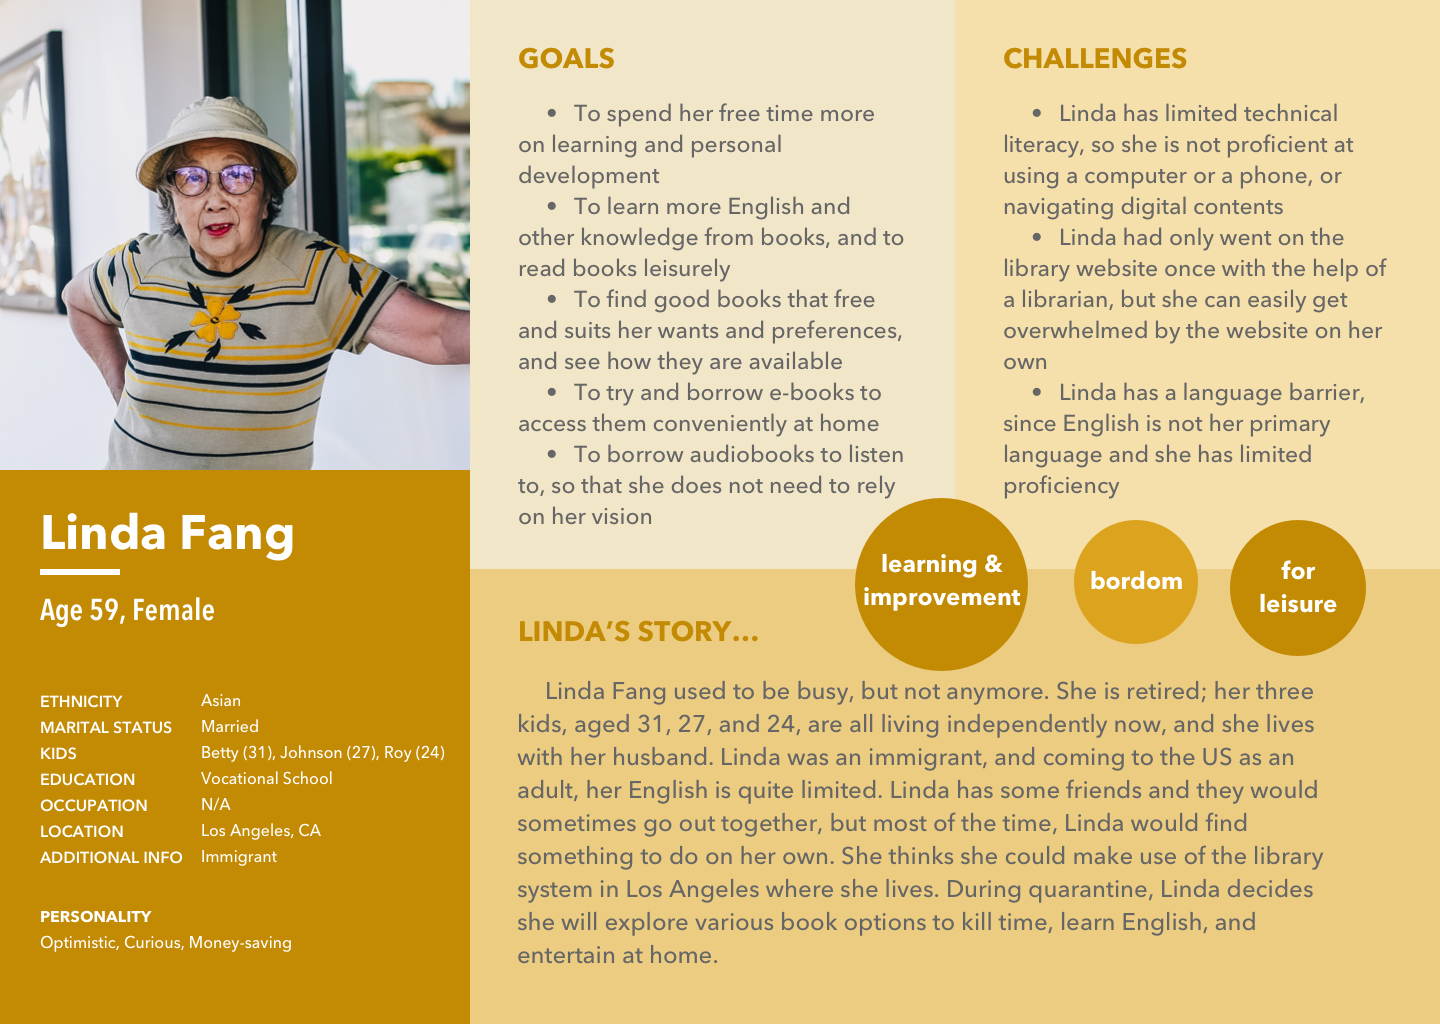 Linda Fang
Age 59, Female
ETHNICITY Asian
MARITAL STATUS Married
KIDS Betty (31), Johnson (27), Roy (24)
EDUCATION Vocational School
OCCUPATION N/A
LOCATION Los Angeles, CA
ADDITIONAL INFO Immigrant
PERSONALITY
Optimistic, Curious, Money-saving
GOALS
• To spend her free time more
on learning and personal
development
• To learn more English and
other knowledge from books, and to
read books leisurely
• To find good books that free
and suits her wants and preferences,
and see how they are available
• To try and borrow e-books to
access them conveniently at home
• To borrow audiobooks to listen
to, so that she does not need to rely
on her vision
CHALLENGES
• Linda has limited technical
literacy, so she is not proficient at
using a computer or a phone, or
navigating digital contents
• Linda had only went on the
library website once with the help of
a librarian, but she can easily get
overwhelmed by the website on her
own
• Linda has a language barrier,
since English is not her primary
language and she has limited
proficiency
learning &
improvement
bordom
for
leisure
LINDA’S STORY...
Linda Fang used to be busy, but not anymore. She is retired; her three
kids, aged 31, 27, and 24, are all living independently now, and she lives
with her husband. Linda was an immigrant, and coming to the US as an
adult, her English is quite limited. Linda has some friends and they would
sometimes go out together, but most of the time, Linda would find
something to do on her own. She thinks she could make use of the library
system in Los Angeles where she lives. During quarantine, Linda decides
she will explore various book options to kill time, learn English, and
entertain at home.